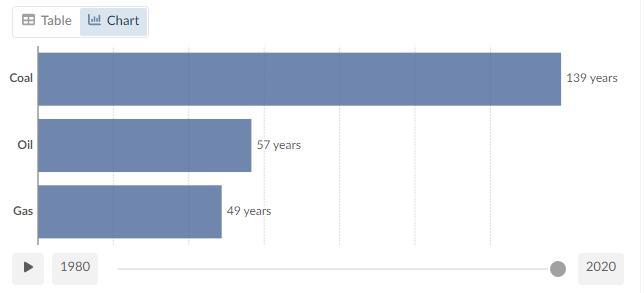 Table Chart
Coal 139 years
Oil 57 years
Gas 49 years
1980 2020